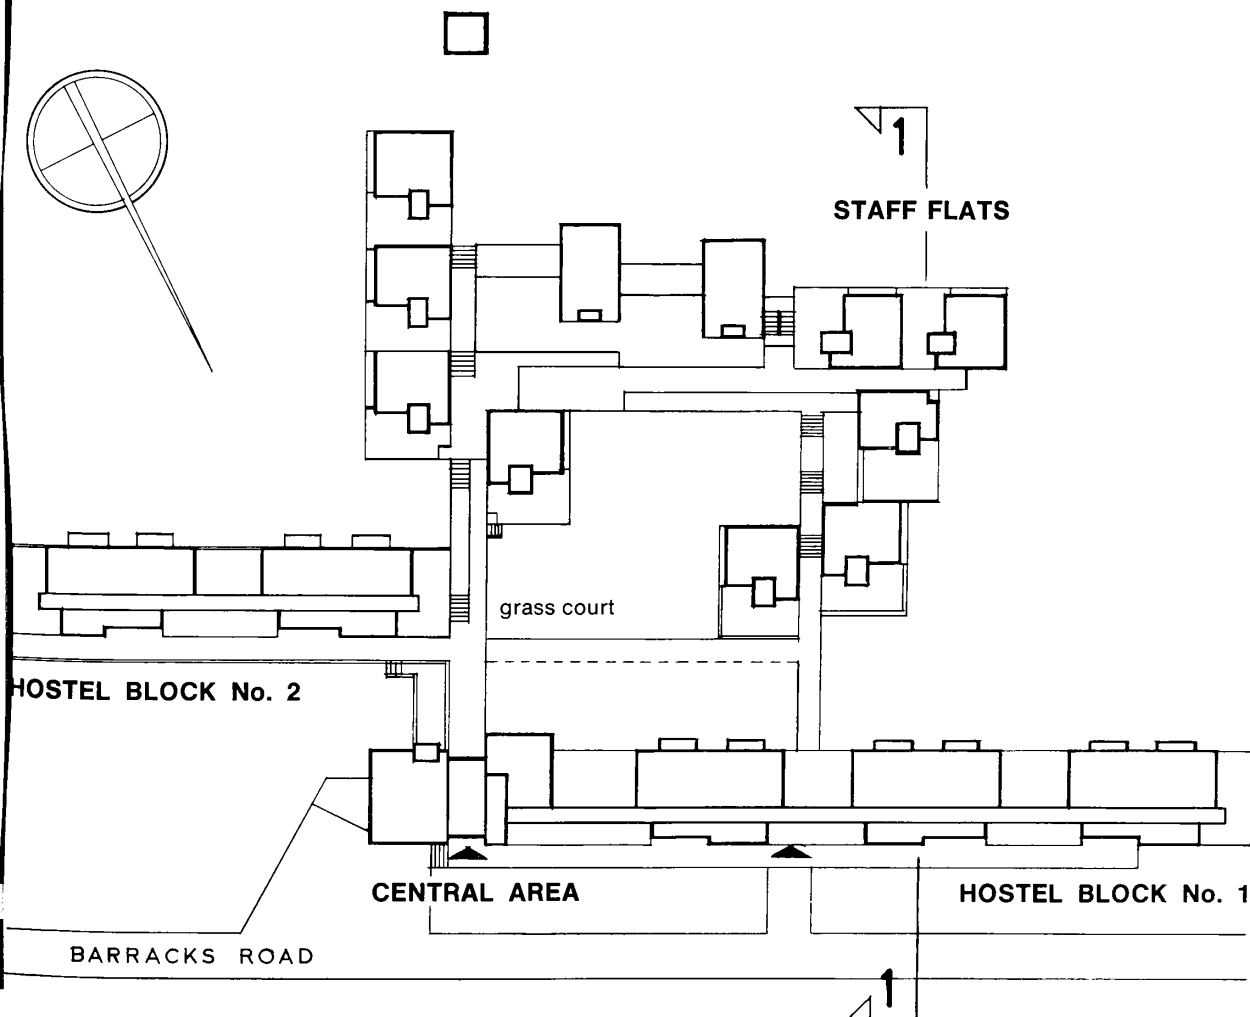 1
STAFF FLATS
grass court
HOSTEL BLOCK No. 2
CENTRAL AREA
HOSTEL BLOCK No. 1
BARRACKS ROAD
1